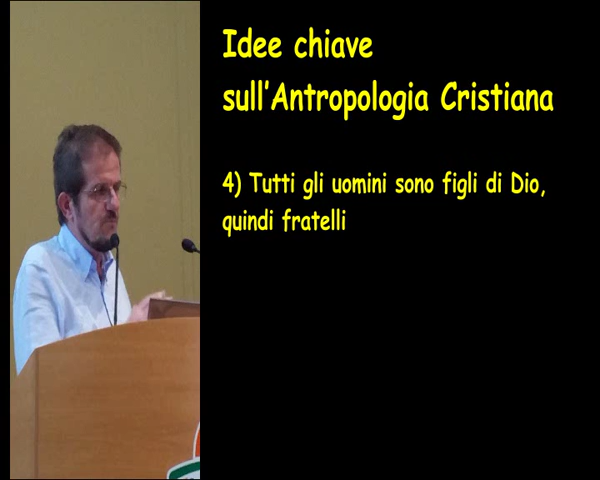 Idee chiave
sull'Antropologia Cristiana
4) Tutti gli uomini sono figli di Dio,
quindi fratelli